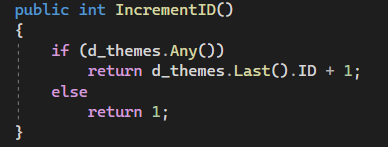 public int IncrementID()
{
    if (d_themes.Any())
        return d_themes.Last().ID + 1;
    else
        return 1;
}